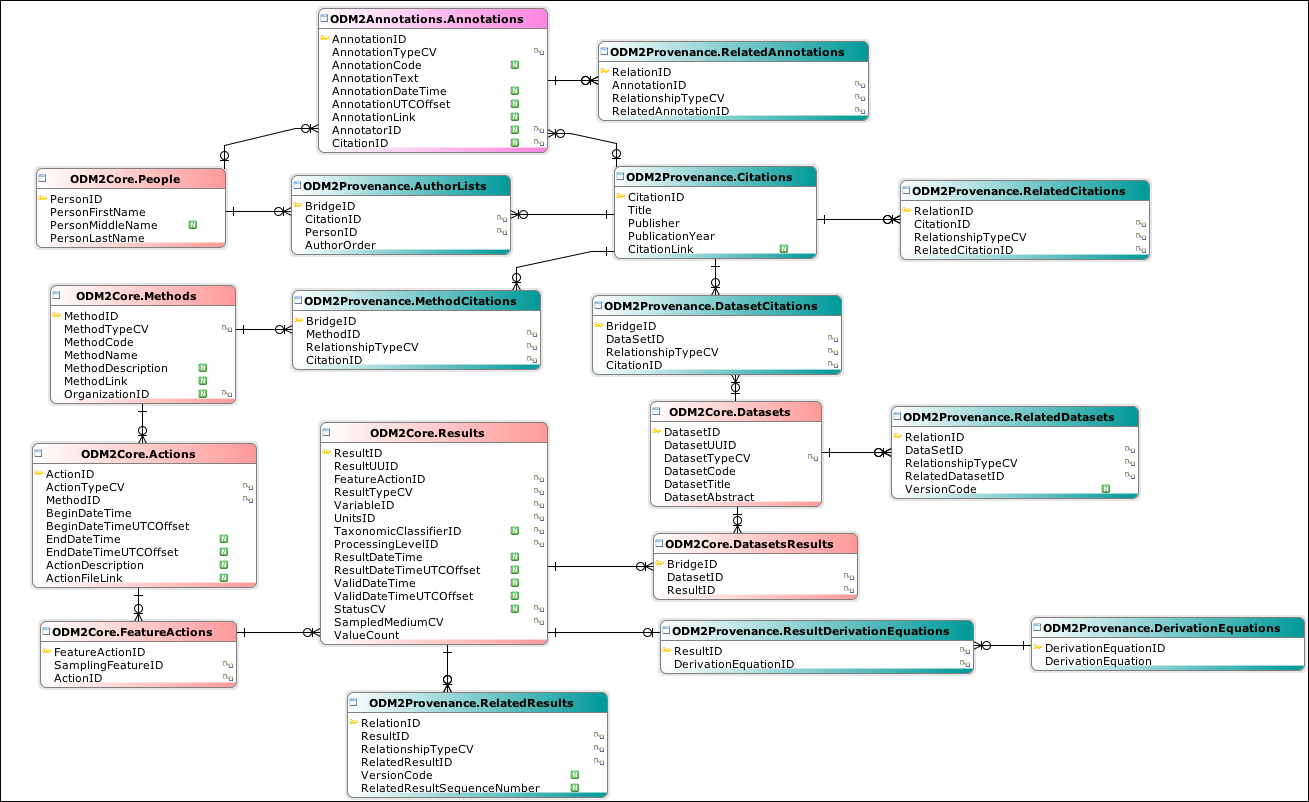 ODM2Annotations.Annotations
AnnotationID
AnnotationTypeCV
AnnotationCode
AnnotationText
AnnotationDateTime
AnnotationUTCOffset
AnnotationLink
AnnotatorID
CitationID
ODM2Provenance.RelatedAnnotations
RelationID
AnnotationID
RelationshipTypeCV
RelatedAnnotationID
ODM2Core.People
PersonID
PersonFirstName
PersonMiddleName
PersonLastName
ODM2Provenance.AuthorLists
BridgeID
CitationID
PersonID
AuthorOrder
ODM2Provenance.Citations
CitationID
Title
Publisher
PublicationYear
CitationLink
ODM2Provenance.RelatedCitations
RelationID
CitationID
RelationshipTypeCV
RelatedCitationID
ODM2Core.Methods
MethodID
MethodTypeCV
MethodCode
MethodName
MethodDescription
MethodLink
OrganizationID
ODM2Provenance.MethodCitations
BridgeID
MethodID
RelationshipTypeCV
CitationID
ODM2Provenance.DatasetCitations
BridgeID
DataSetID
RelationshipTypeCV
CitationID
ODM2Core.Actions
ActionID
ActionTypeCV
MethodID
BeginDateTime
BeginDateTimeUTCOffset
EndDateTime
EndDateTimeUTCOffset
ActionDescription
ActionFileLink
ODM2Core.Results
ResultID
ResultUUID
FeatureActionID
ResultTypeCV
VariableID
UnitsID
TaxonomicClassifierID
ProcessingLevelID
ResultDateTime
ResultDateTimeUTCOffset
ValidDateTime
ValidDateTimeUTCOffset
StatusCV
SampledMediumCV
ValueCount
ODM2Core.Datasets
DatasetID
DatasetUUID
DatasetTypeCV
DatasetCode
DatasetTitle
DatasetAbstract
ODM2Provenance.RelatedDatasets
RelationID
DataSetID
RelationshipTypeCV
RelatedDatasetID
VersionCode
ODM2Core.DatasetsResults
BridgeID
DatasetID
ResultID
ODM2Core.FeatureActions
FeatureActionID
SamplingFeatureID
ActionID
ODM2Provenance.ResultDerivationEquations
ResultID
DerivationEquationID
ODM2Provenance.DerivationEquations
DerivationEquationID
DerivationEquation
ODM2Provenance.RelatedResults
RelationID
ResultID
RelationshipTypeCV
RelatedResultID
VersionCode
RelatedResultSequenceNumber